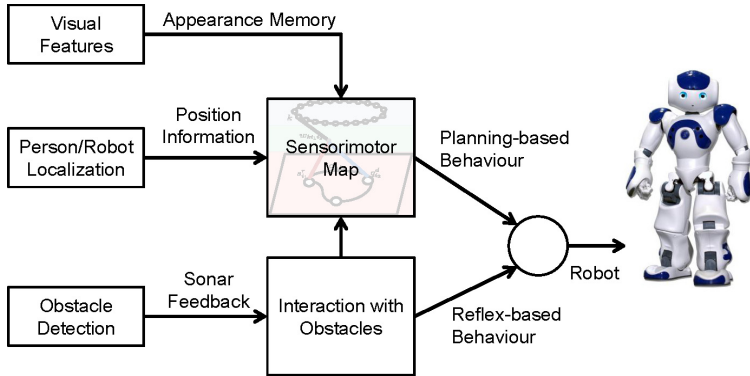 Visual
Features
Appearance Memory
Person/Robot
Localization
Position
Information
Sensorimotor
Map
Planning-based
Behaviour
Obstacle
Detection
Sonar
Feedback
Interaction with
Obstacles
Reflex-based
Behaviour
Robot